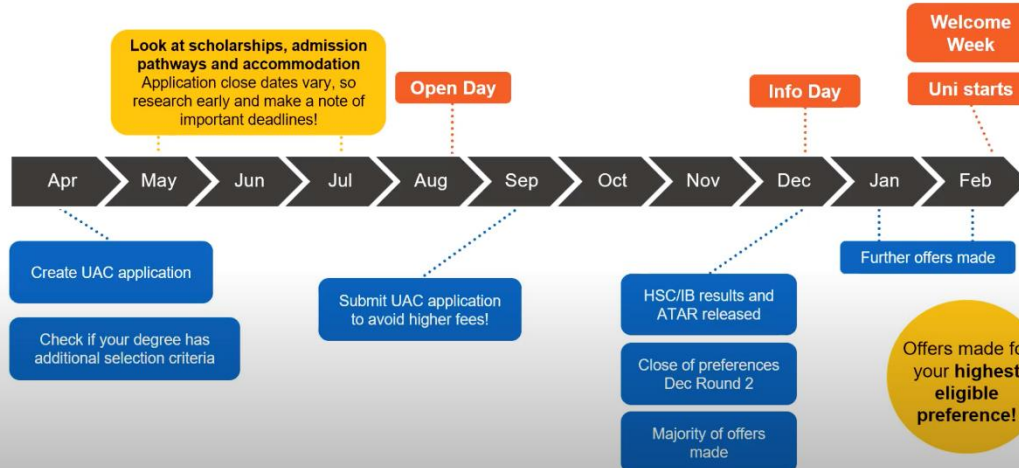 Look at scholarships, admission
pathways and accommodation
Application close dates vary, so
research early and make a note of
important deadlines!
Open Day
Info Day
Welcome
Week
Uni starts
Apr
May
Jun
Jul
Aug
Sep
Oct
Nov
Dec
Jan
Feb
Create UAC application
Check if your degree has
additional selection criteria
Submit UAC application
to avoid higher fees!
HSC/IB results and
ATAR released
Close of preferences
Dec Round 2
Majority of offers
made
Further offers made
Offers made fo
your highest
eligible
preference!